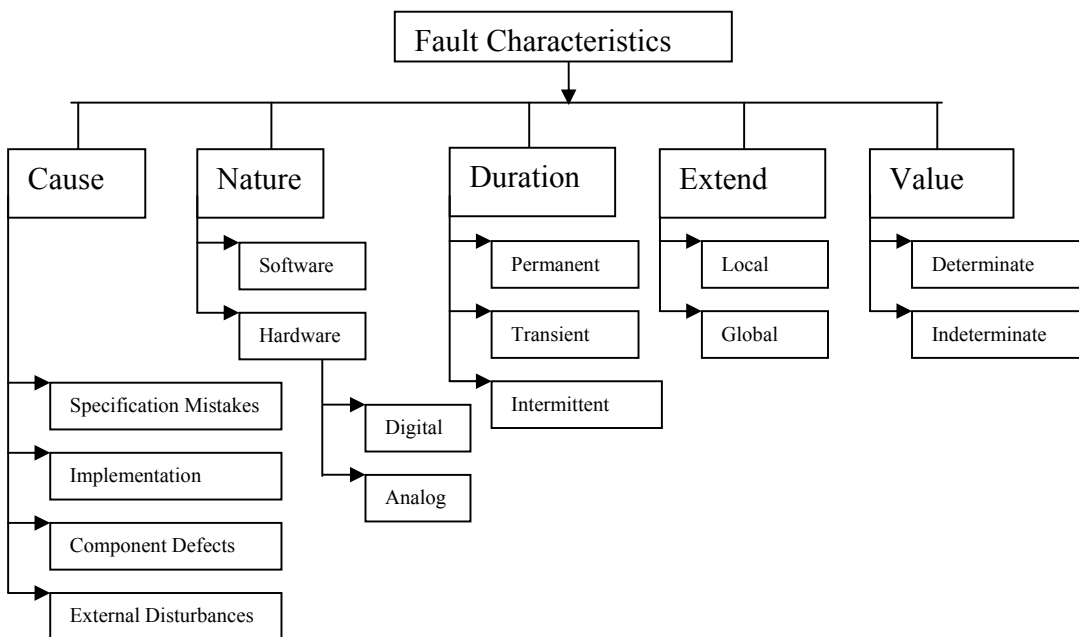 Fault Characteristics
Cause
Nature
Duration
Extend
Value
Software
Hardware
Digital
Analog
Permanent
Transient
Intermittent
Local
Global
Determinate
Indeterminate
Specification Mistakes
Implementation
Component Defects
External Disturbances